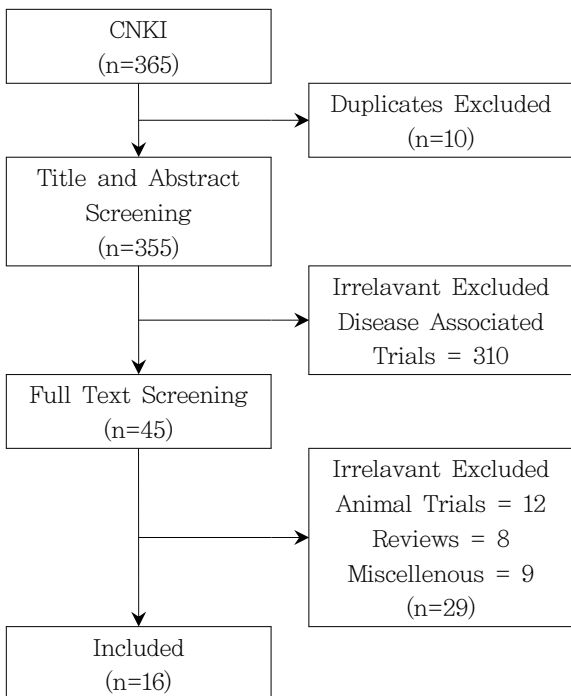 CNKI
(n=365)
Duplicates Excluded
(n=10)
Title and Abstract
Screening
(n=355)
Irrelavant Excluded
Disease Associated
Trials = 310
Full Text Screening
(n=45)
Irrelavant Excluded
Animal Trials = 12
Reviews = 8
Miscellenous = 9
(n=29)
Included
(n=16)